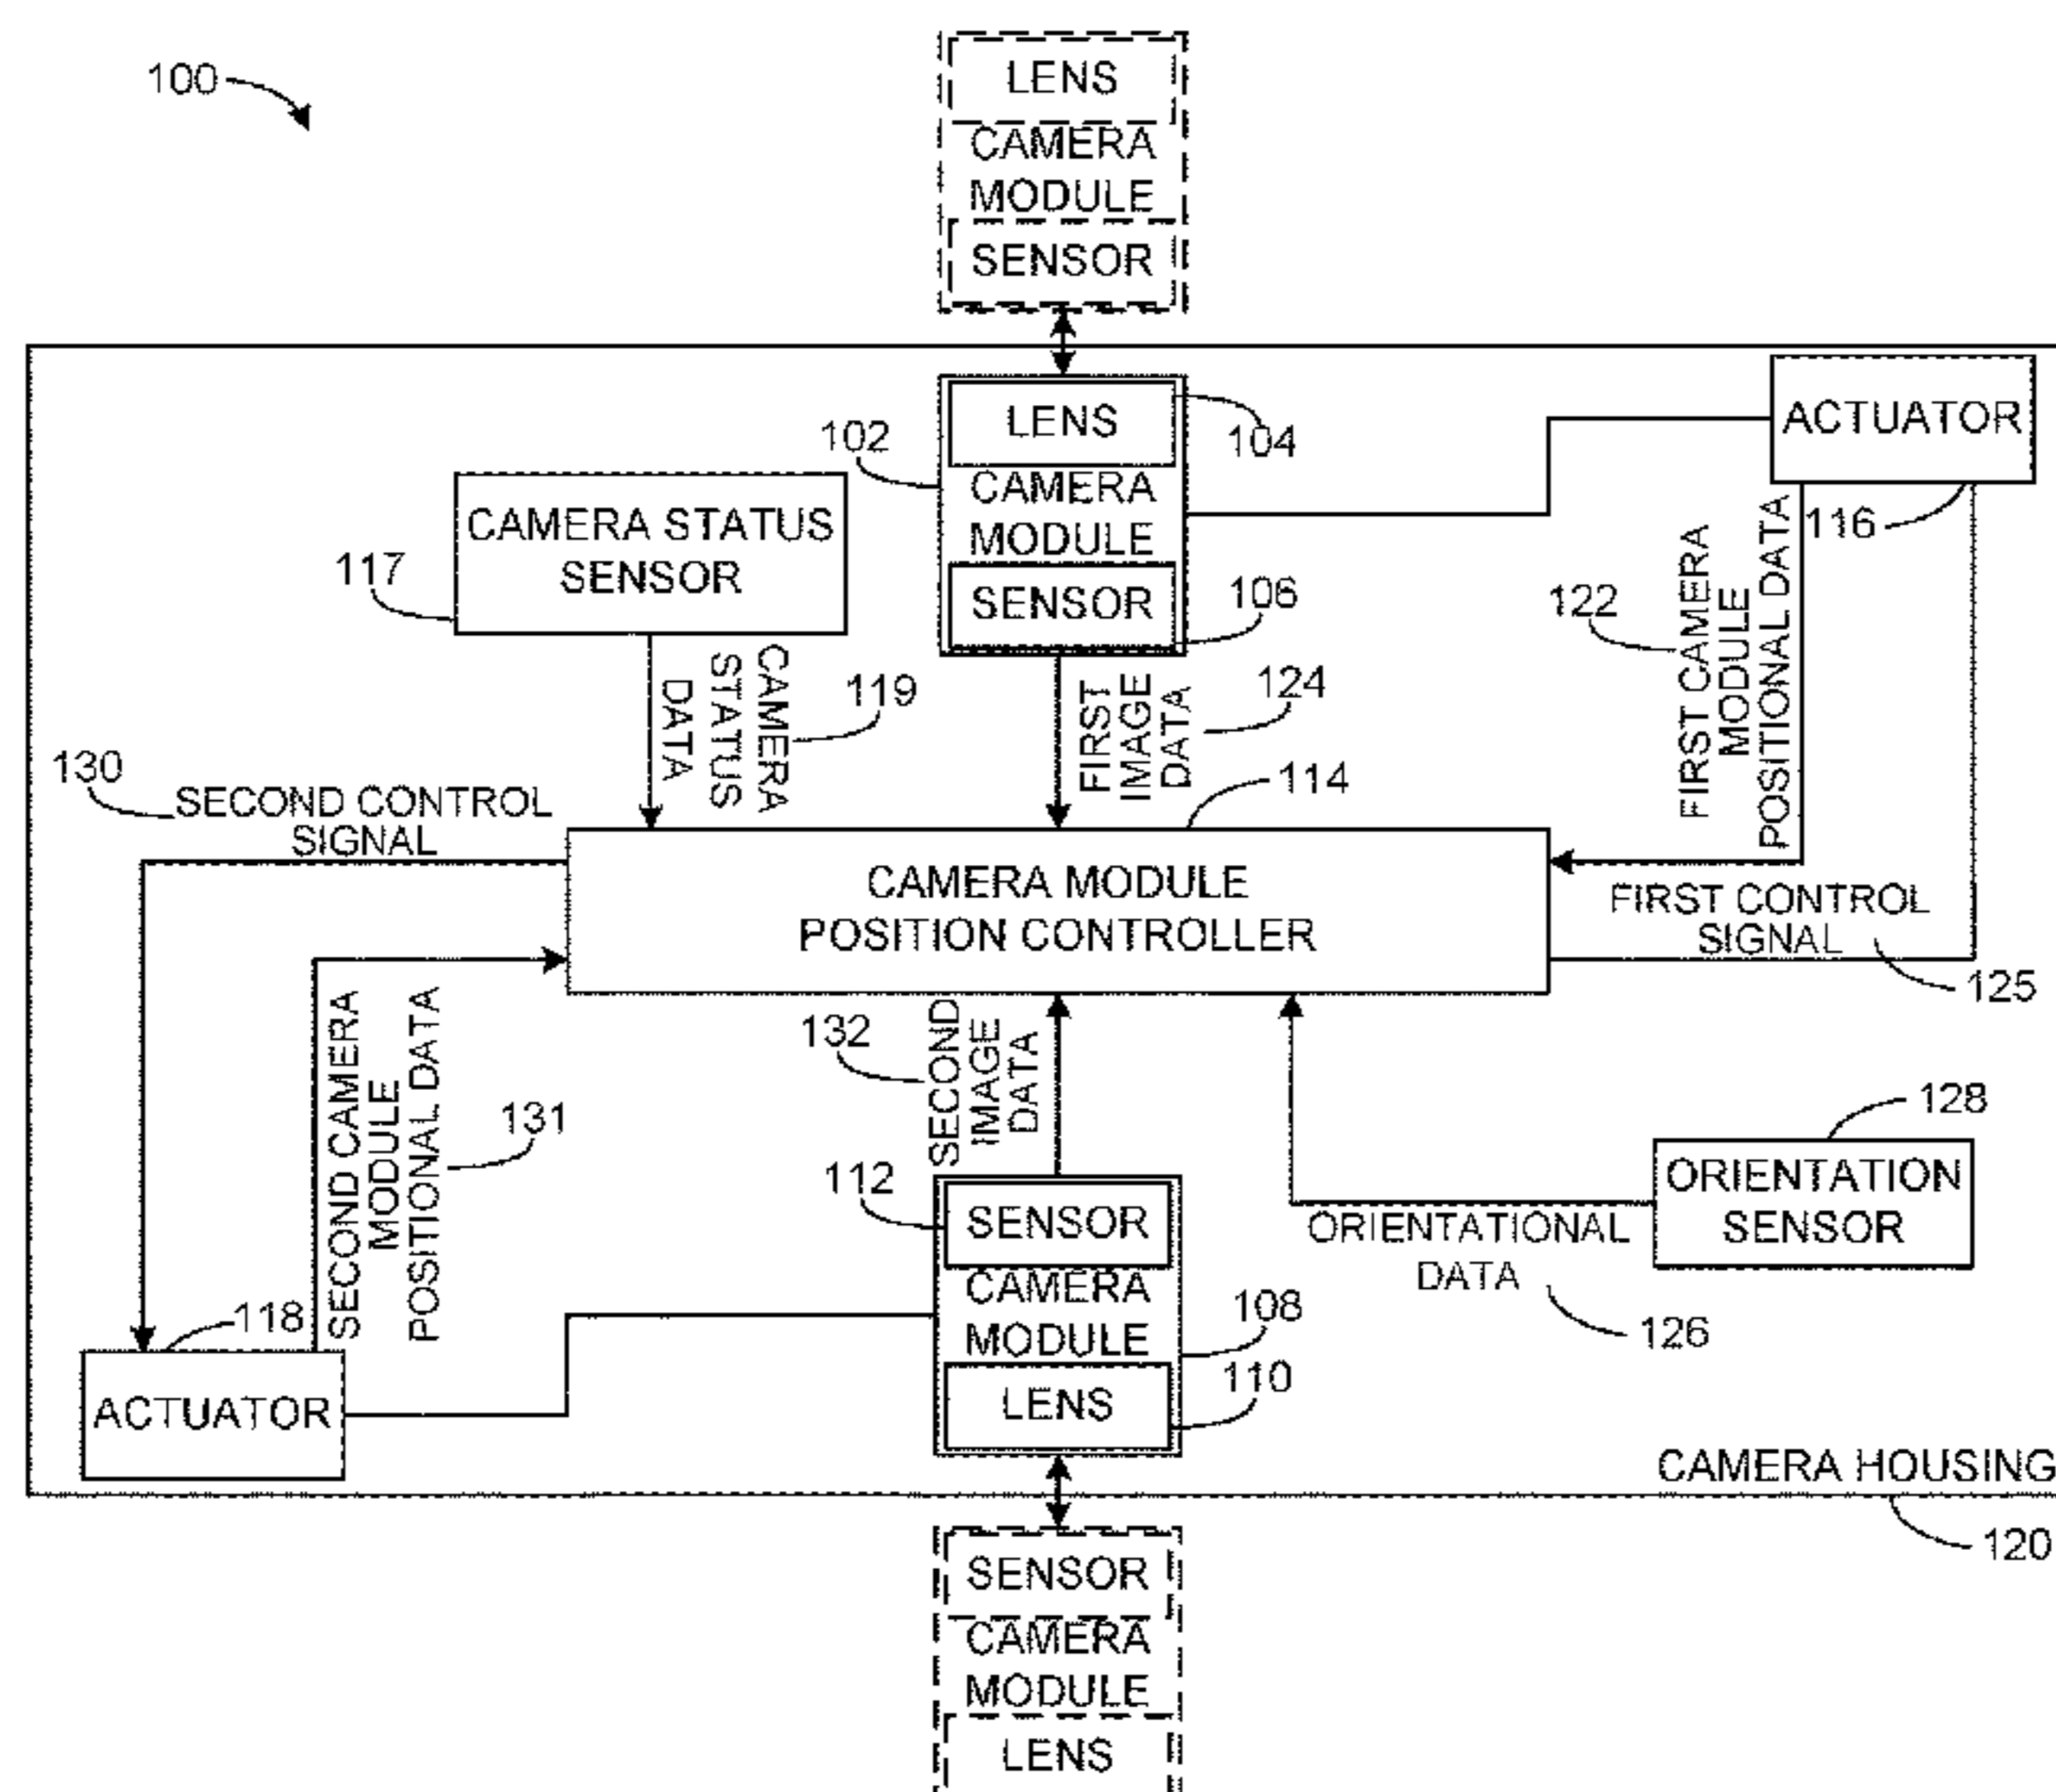 100
LENS
CAMERA
MODULE
SENSOR
LENS
104
102
CAMERA
MODULE
SENSOR
106
ACTUATOR
116
CAMERA STATUS
SENSOR
117
CAMERA
STATUS
DATA
119
FIRST
IMAGE
DATA
124
122
FIRST CAMERA
MODULE
POSITIONAL DATA
114
130
SECOND CONTROL
SIGNAL
CAMERA MODULE
POSITION CONTROLLER
FIRST CONTROL
SIGNAL
125
SECOND CAMERA
MODULE
POSITIONAL DATA
131
132
SECOND
IMAGE
DATA
128
ORIENTATION
SENSOR
ORIENTATIONAL
DATA
126
112
SENSOR
CAMERA
MODULE
108
LENS
110
118
ACTUATOR
CAMERA HOUSING
120
SENSOR
CAMERA
MODULE
LENS